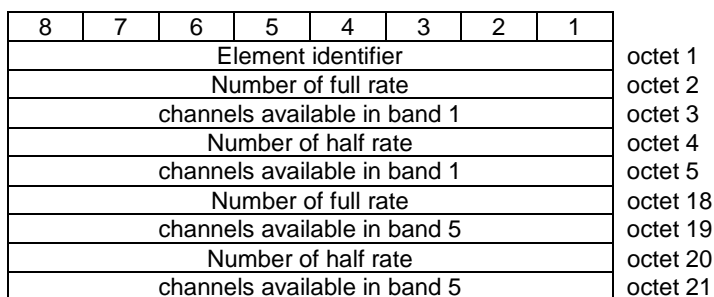 8 7 6 5 4 3 2 1
Element identifier octet 1
Number of full rate octet 2
channels available in band 1 octet 3
Number of half rate octet 4
channels available in band 1 octet 5
Number of full rate octet 18
channels available in band 5 octet 19
Number of half rate octet 20
channels available in band 5 octet 21